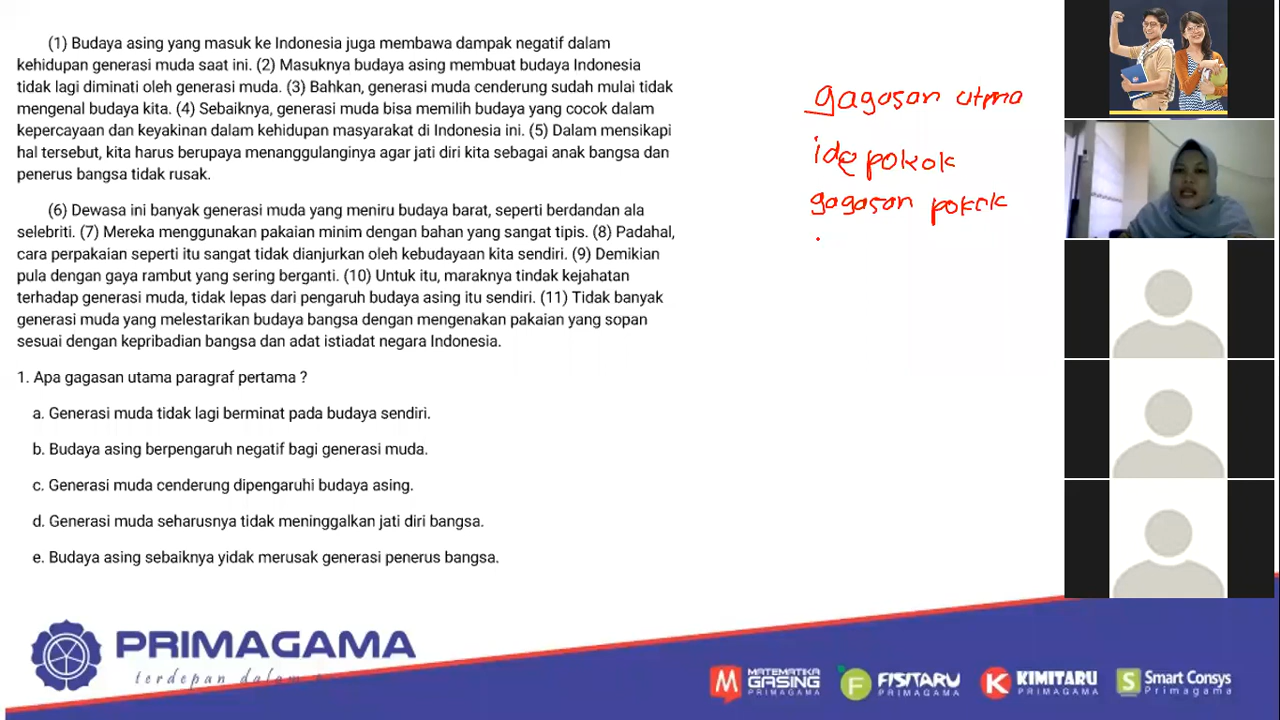 (1) Budaya asing yang masuk ke Indonesia juga membawa dampak negatif dalam
kehidupan generasi muda saat ini. (2) Masuknya budaya asing membuat budaya Indonesia
tidak lagi diminati oleh generasi muda. (3) Bahkan, generasi muda cenderung sudah mulai tidak
mengenal budaya kita. (4) Sebaiknya, generasi muda bisa memilih budaya yang cocok dalam
kepercayaan dan keyakinan dalam kehidupan masyarakat di Indonesia ini. (5) Dalam mensikapi
hal tersebut, kita harus berupaya menanggulanginya agar jati diri kita sebagai anak bangsa dan
penerus bangsa tidak rusak.
(6) Dewasa ini banyak generasi muda yang meniru budaya barat, seperti berdandan ala
selebriti. (7) Mereka menggunakan pakaian minim dengan bahan yang sangat tipis. (8) Padahal,
cara perpakaian seperti itu sangat tidak dianjurkan oleh kebudayaan kita sendiri. (9) Demikian
pula dengan gaya rambut yang sering berganti. (10) Untuk itu, maraknya tindak kejahatan
terhadap generasi muda, tidak lepas dari pengaruh budaya asing itu sendiri. (11) Tidak banyak
generasi muda yang melestarikan budaya bangsa dengan mengenakan pakaian yang sopan
sesuai dengan kepribadian bangsa dan adat istiadat negara Indonesia.
1. Apa gagasan utama paragraf pertama ?
a. Generasi muda tidak lagi berminat pada budaya sendiri.
b. Budaya asing berpengaruh negatif bagi generasi muda.
c. Generasi muda cenderung dipengaruhi budaya asing.
d. Generasi muda seharusnya tidak meninggalkan jati diri bangsa.
e. Budaya asing sebaiknya yidak merusak generasi penerus bangsa.
gagasan utma
ide pokok
gagasan pokok
PRIMAGAMA
terdepan dalam
MATEMATIKA
GASING
PRIMAGAMA
FISITARU
PRIMAGAMA
KIMITARU
PRIMAGAMA
Smart Consys
Primagama